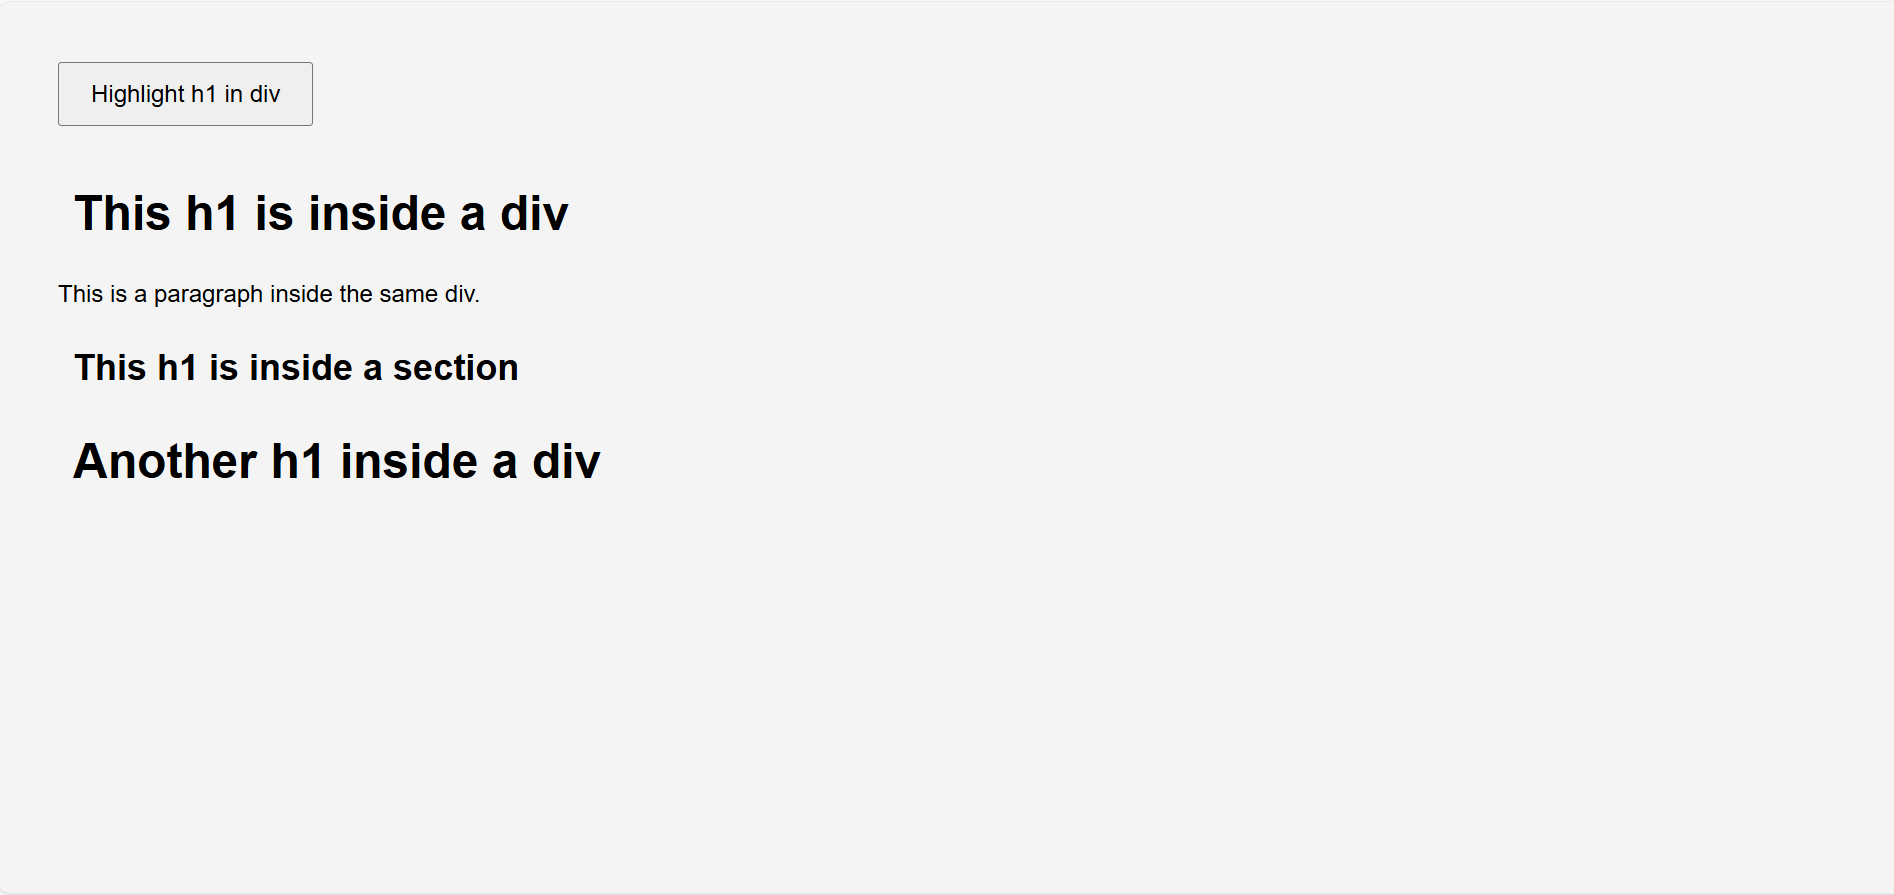 Highlight h1 in div
This h1 is inside a div
This is a paragraph inside the same div.
This h1 is inside a section
Another h1 inside a div